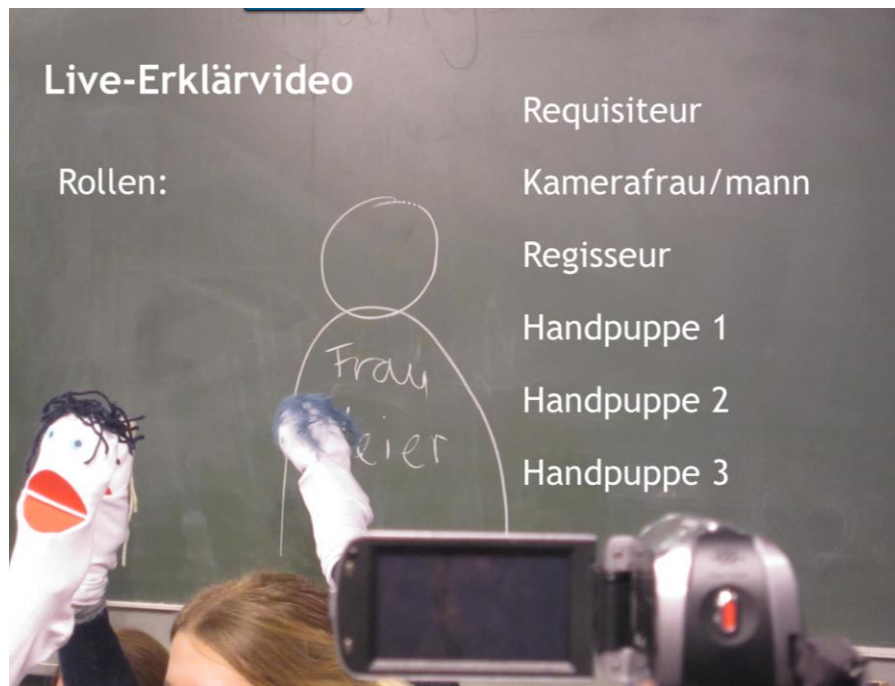 Live-Erklärvideo
Rollen:
Requisiteur
Kamerafrau/mann
Regisseur
Handpuppe 1
Handpuppe 2
Handpuppe 3
Frau
eier